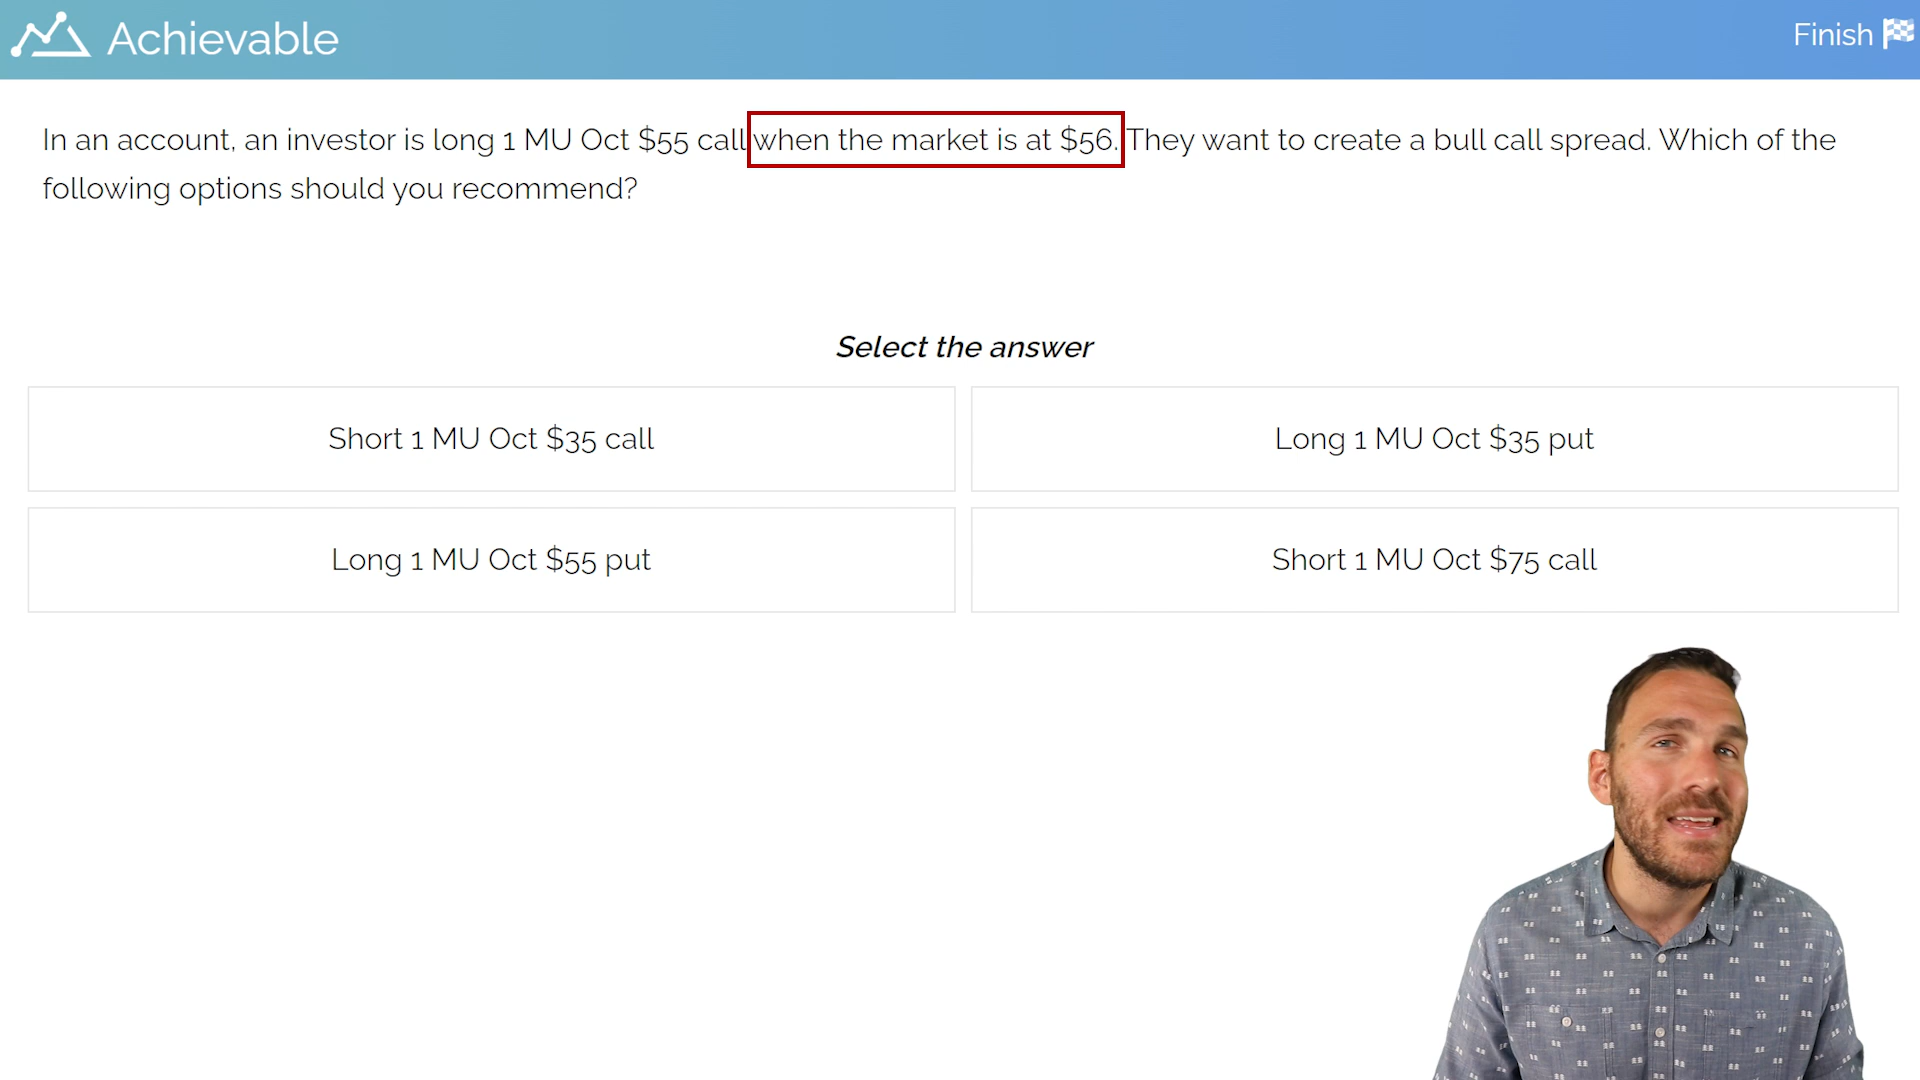 Achievable
Finish
In an account, an investor is long 1 MU Oct $55 call when the market is at $56. They want to create a bull call spread. Which of the
following options should you recommend?
Select the answer
Short 1 MU Oct $35 call
Long 1 MU Oct $35 put
Long 1 MU Oct $55 put
Short 1 MU Oct $75 call